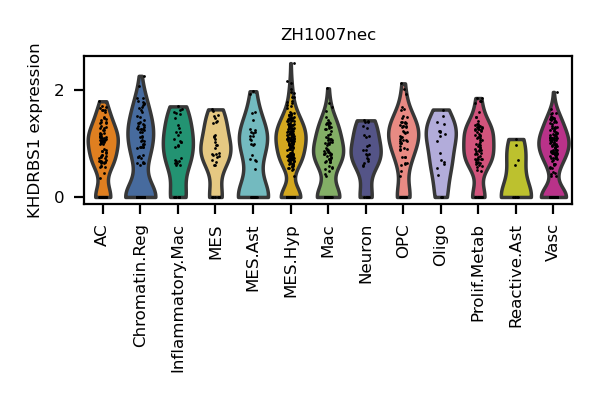 ZH1007nec
KHDRBS1 expression
2
0
AC
Chromatin.Reg
Inflammatory.Mac
MES
MES.Ast
MES.Hyp
Mac
Neuron
OPC
Oligo
Prolif.Metab
Reactive.Ast
Vasc